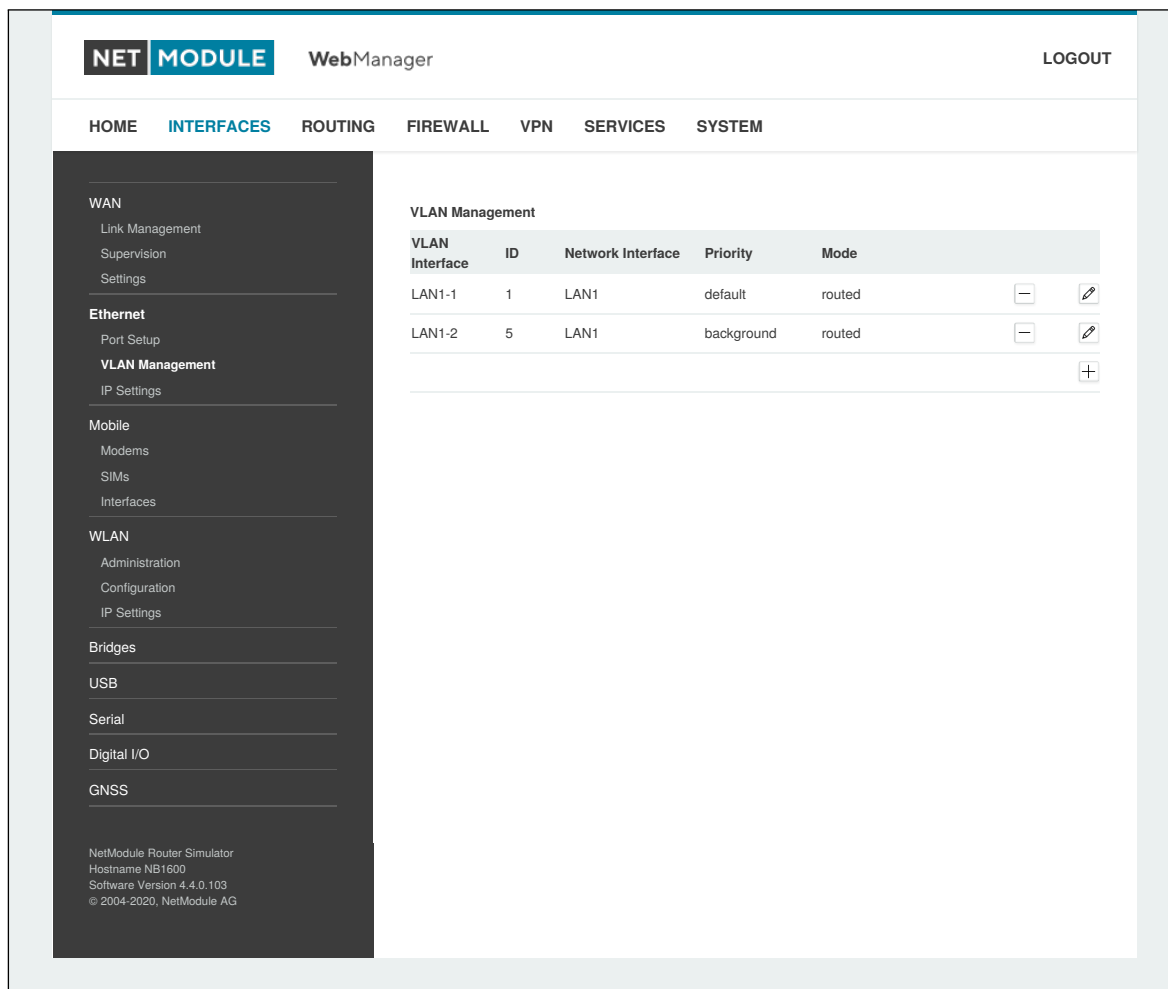 NET MODULE WebManager LOGOUT
HOME INTERFACES ROUTING FIREWALL VPN SERVICES SYSTEM
WAN
Link Management
Supervision
Settings
Ethernet
Port Setup
VLAN Management
IP Settings
Mobile
Modems
SIMs
Interfaces
WLAN
Administration
Configuration
IP Settings
Bridges
USB
Serial
Digital I/O
GNSS
NetModule Router Simulator
Hostname NB1600
Software Version 4.4.0.103
© 2004-2020, NetModule AG
VLAN Management
VLAN Interface ID Network Interface Priority Mode
LAN1-1 1 LAN1 default routed
LAN1-2 5 LAN1 background routed